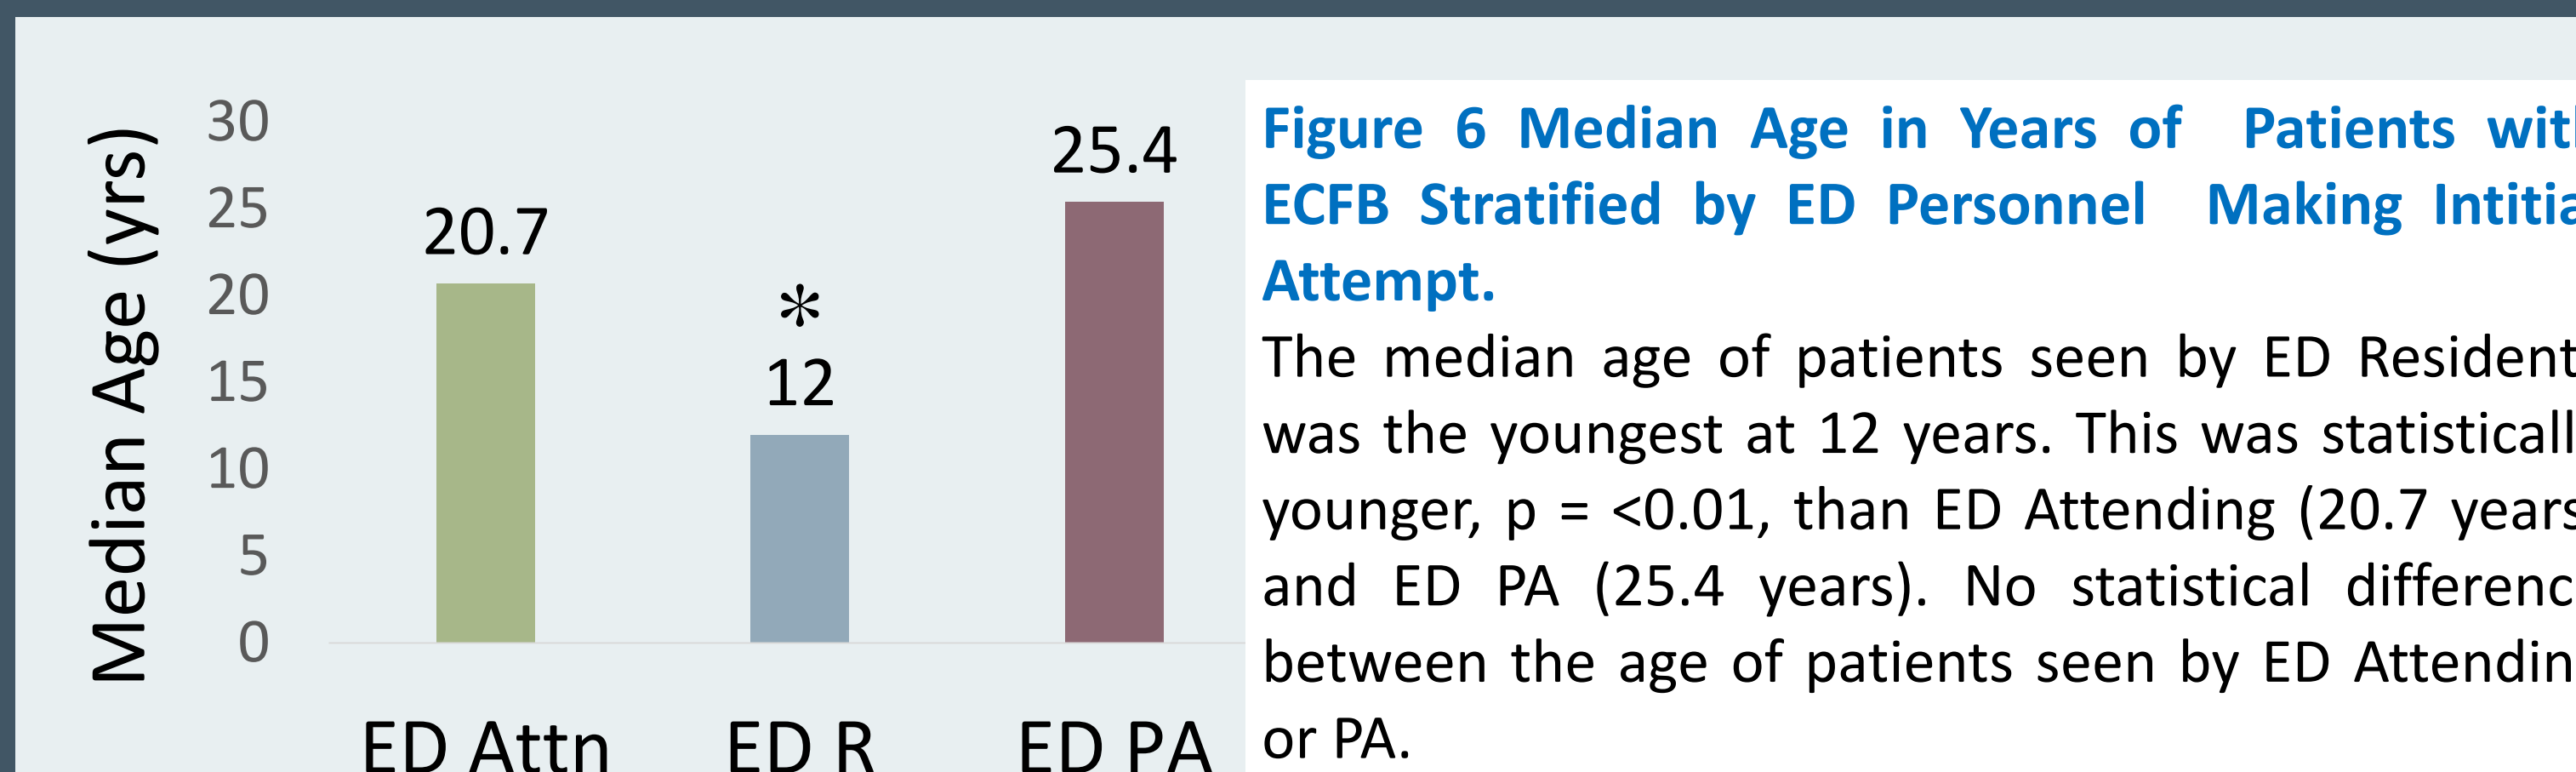 Median Age (yrs)
30
25
20
15
10
5
0
20.7
*
12
25.4
ED Attn
ED R
ED PA
Figure 6 Median Age in Years of Patients with
ECFB Stratified by ED Personnel Making Intitia
Attempt.
The median age of patients seen by ED Resident
was the youngest at 12 years. This was statisticall
younger, p = <0.01, than ED Attending (20.7 years
and ED PA (25.4 years). No statistical differenc
between the age of patients seen by ED Attendin
or PA.